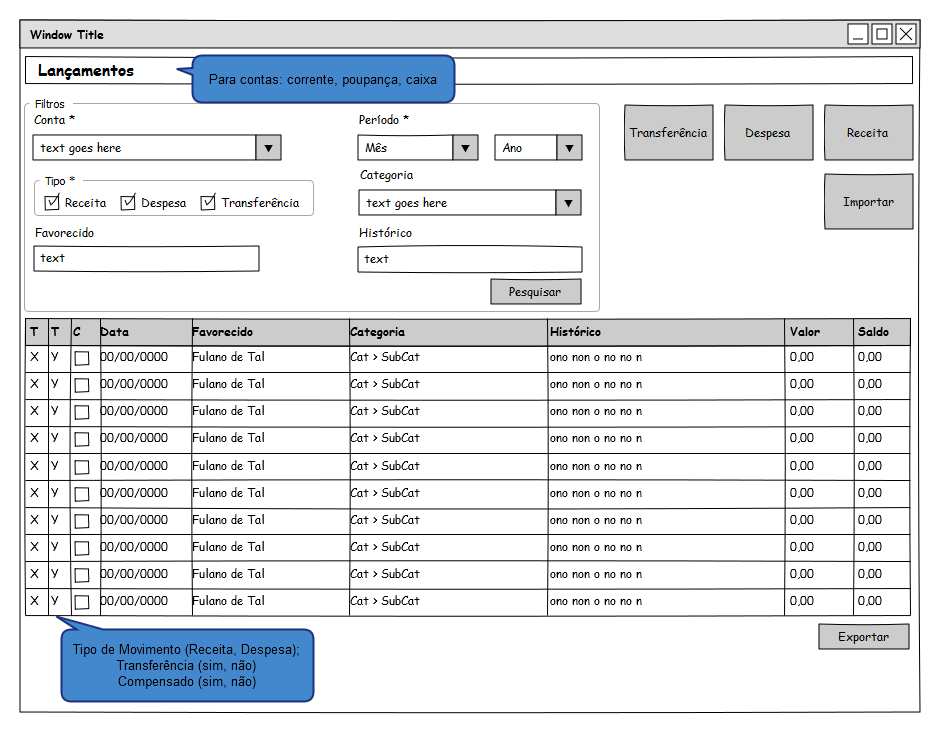 Window Title
Lançamentos
Para contas: corrente, poupança, caixa
Filtros
Conta *
Período *
text goes here
Mês
Ano
Transferência
Despesa
Receita
Tipo *
Categoria
Receita
Despesa
Transferência
text goes here
Importar
Favorecido
Histórico
text
text
Pesquisar
T T C Data Favorecido Categoria Histórico Valor Saldo
X Y 00/00/0000 Fulano de Tal Cat > SubCat ono non o no no n 0,00 0,00
X Y 00/00/0000 Fulano de Tal Cat > SubCat ono non o no no n 0,00 0,00
X Y 00/00/0000 Fulano de Tal Cat > SubCat ono non o no no n 0,00 0,00
X Y 00/00/0000 Fulano de Tal Cat > SubCat ono non o no no n 0,00 0,00
X Y 00/00/0000 Fulano de Tal Cat > SubCat ono non o no no n 0,00 0,00
X Y 00/00/0000 Fulano de Tal Cat > SubCat ono non o no no n 0,00 0,00
X Y 00/00/0000 Fulano de Tal Cat > SubCat ono non o no no n 0,00 0,00
X Y 00/00/0000 Fulano de Tal Cat > SubCat ono non o no no n 0,00 0,00
X Y 00/00/0000 Fulano de Tal Cat > SubCat ono non o no no n 0,00 0,00
X Y 00/00/0000 Fulano de Tal Cat > SubCat ono non o no no n 0,00 0,00
Exportar
Tipo de Movimento (Receita, Despesa);
Transferência (sim, não)
Compensado (sim, não)